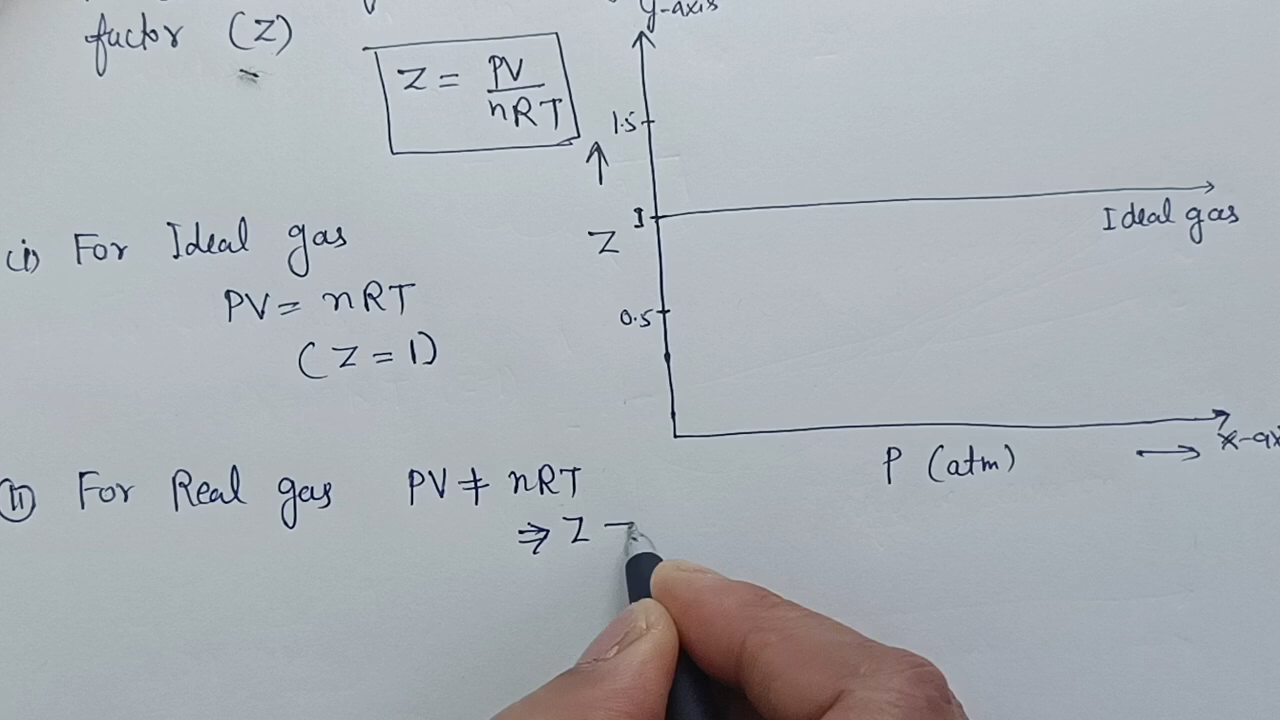 factor (Z)
Z = PV/nRT
(i) For Ideal gas
PV = nRT
(Z = 1)
(ii) For Real gas PV ≠ nRT
⇒ Z −
y-axis
1.5
1
Z
0.5
Ideal gas
P (atm) → x-ax